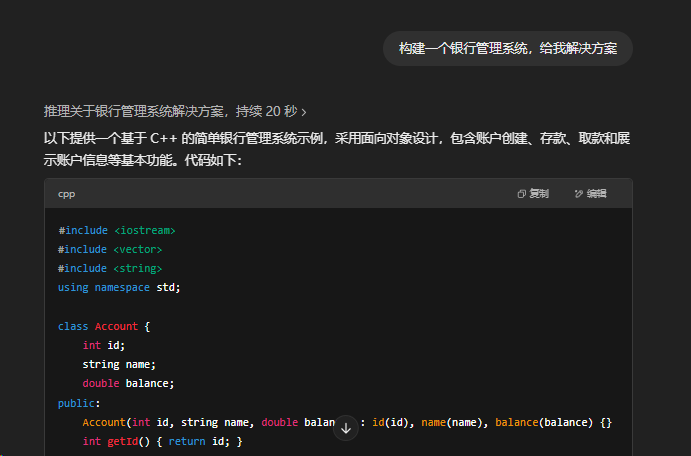 构建一个银行管理系统，给我解决方案
推理关于银行管理系统解决方案，持续 20 秒 >
以下提供一个基于 C++ 的简单银行管理系统示例，采用面向对象设计，包含账户创建、存款、取款和展
示账户信息等基本功能。代码如下：
cpp 复制 编辑
#include <iostream>
#include <vector>
#include <string>
using namespace std;
class Account {
int id;
string name;
double balance;
public:
Account(int id, string name, double balan : id(id), name(name), balance(balance) {}
int getId() { return id; }